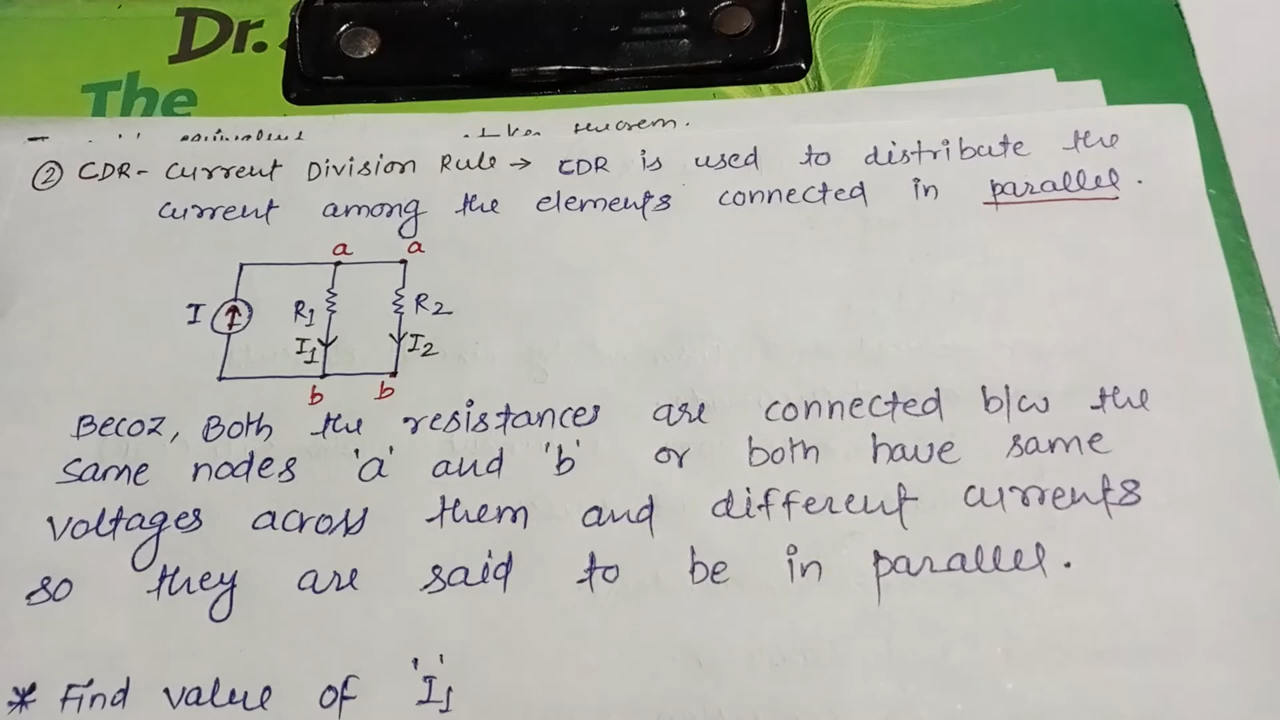 Dr.
The
theorem.
② CDR- Current Division Rule → CDR is used to distribute the
current among the elements connected in parallel.
a a
I R1 R2
I1 I2
b b
Becoz, Both the resistances are connected b/w the
same nodes 'a' and 'b' or both have same
voltages across them and different currents
so they are said to be in parallel.
* Find value of 'I1'